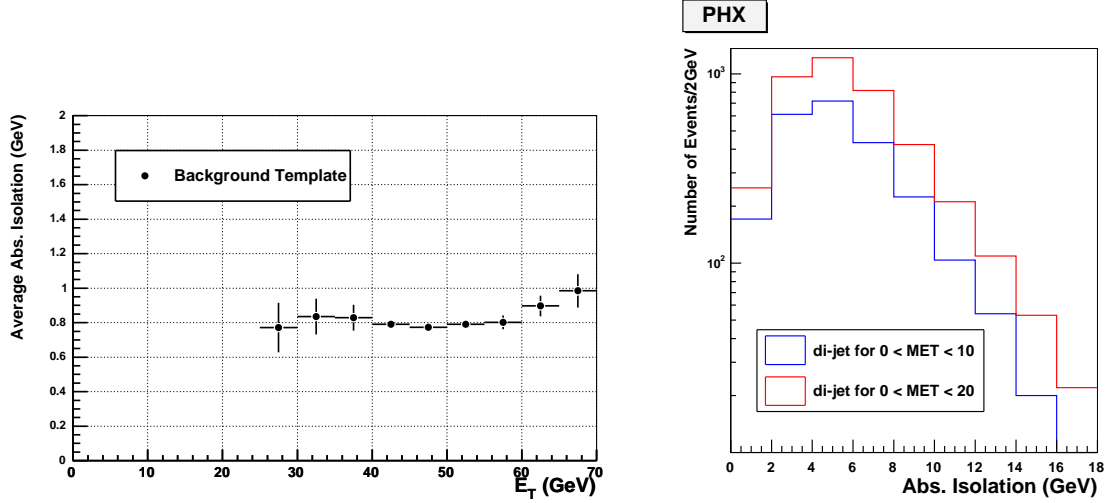 PHX
Average Abs. Isolation (GeV)
2
1.8
1.6
1.4
1.2
1
0.8
0.6
0.4
0.2
0
Background Template
0 10 20 30 40 50 60 70
E_T (GeV)
Number of Events/2GeV
10^3
10^2
di-jet for 0 < MET < 10
di-jet for 0 < MET < 20
0 2 4 6 8 10 12 14 16 18
Abs. Isolation (GeV)